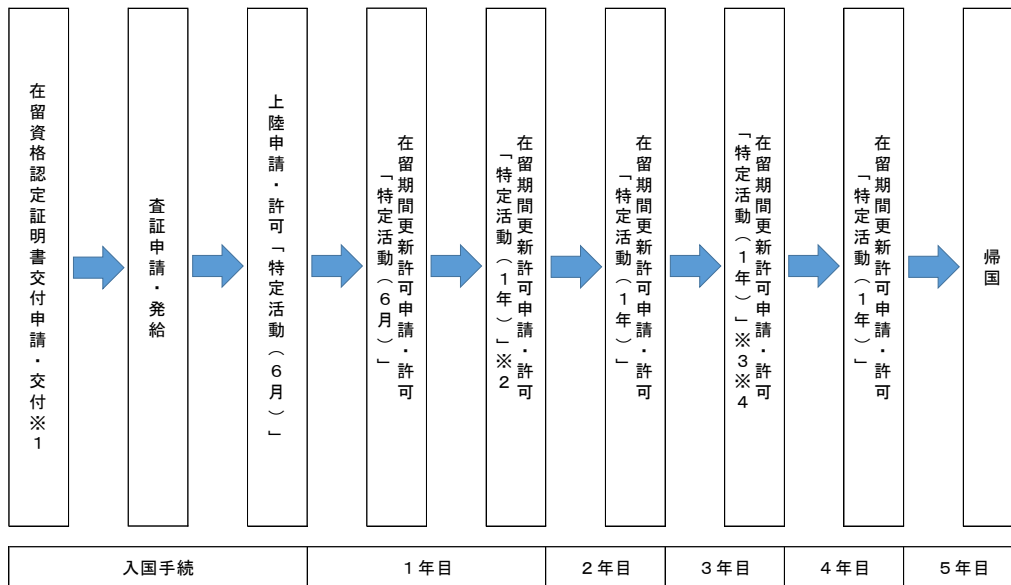 在留資格認定証明書交付申請・交付※1
査証申請・発給
上陸申請・許可「特定活動（６月）」
在留期間更新許可申請・許可
「特定活動（６月）」
在留期間更新許可申請・許可
「特定活動（１年）」※２
在留期間更新許可申請・許可
「特定活動（１年）」
在留期間更新許可申請・許可
「特定活動（１年）」※３※４
在留期間更新許可申請・許可
「特定活動（１年）」
帰国
入国手続
１年目
２年目
３年目
４年目
５年目